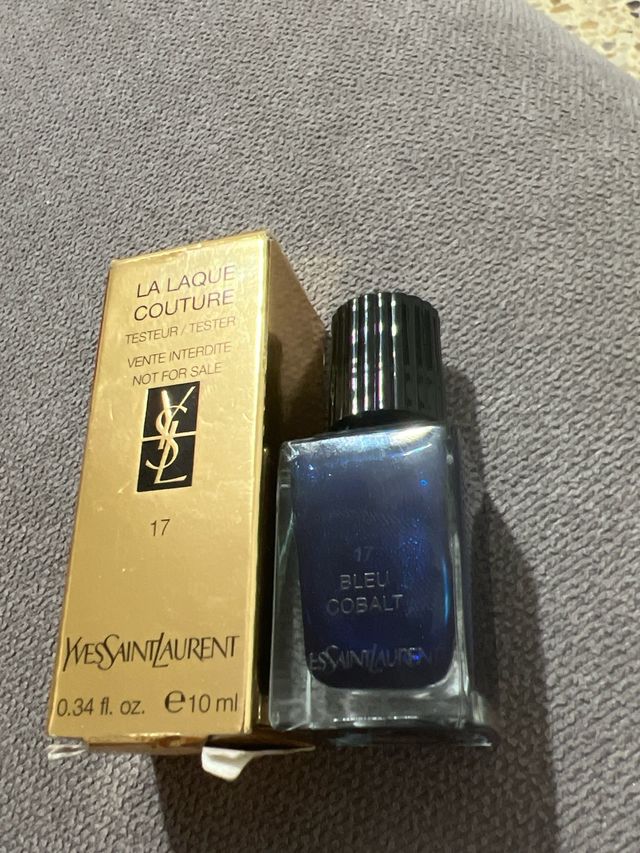 LA LAQUE
COUTURE
TESTEUR / TESTER
VENTE INTERDITE
NOT FOR SALE
YSL
17
YVESSAINTLAURENT
0.34 fl. oz. ℮10 ml
17
BLEU
COBALT
ESSAINTLAURENT